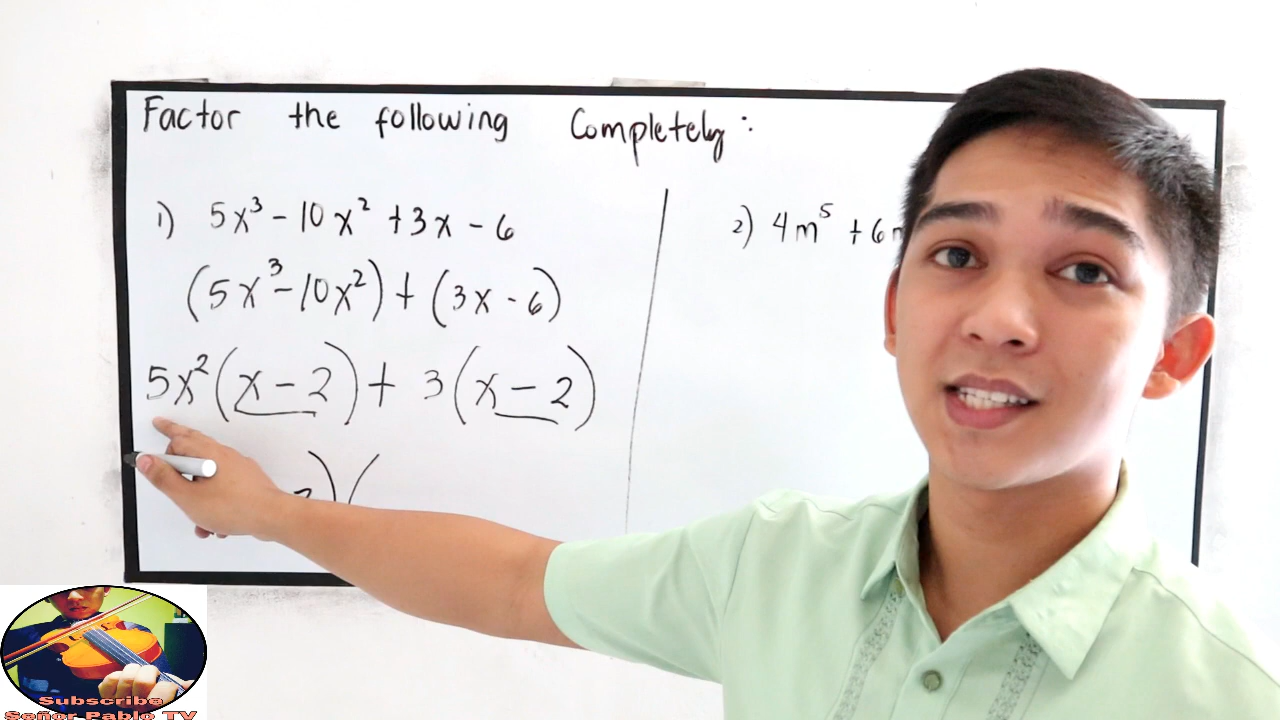 Factor the following Completely:
1) 5x³ - 10x² + 3x - 6
(5x³ - 10x²) + (3x - 6)
5x²(x - 2) + 3(x - 2)
)(
2) 4m⁵ + 6
Subscribe
Señor Pablo TV